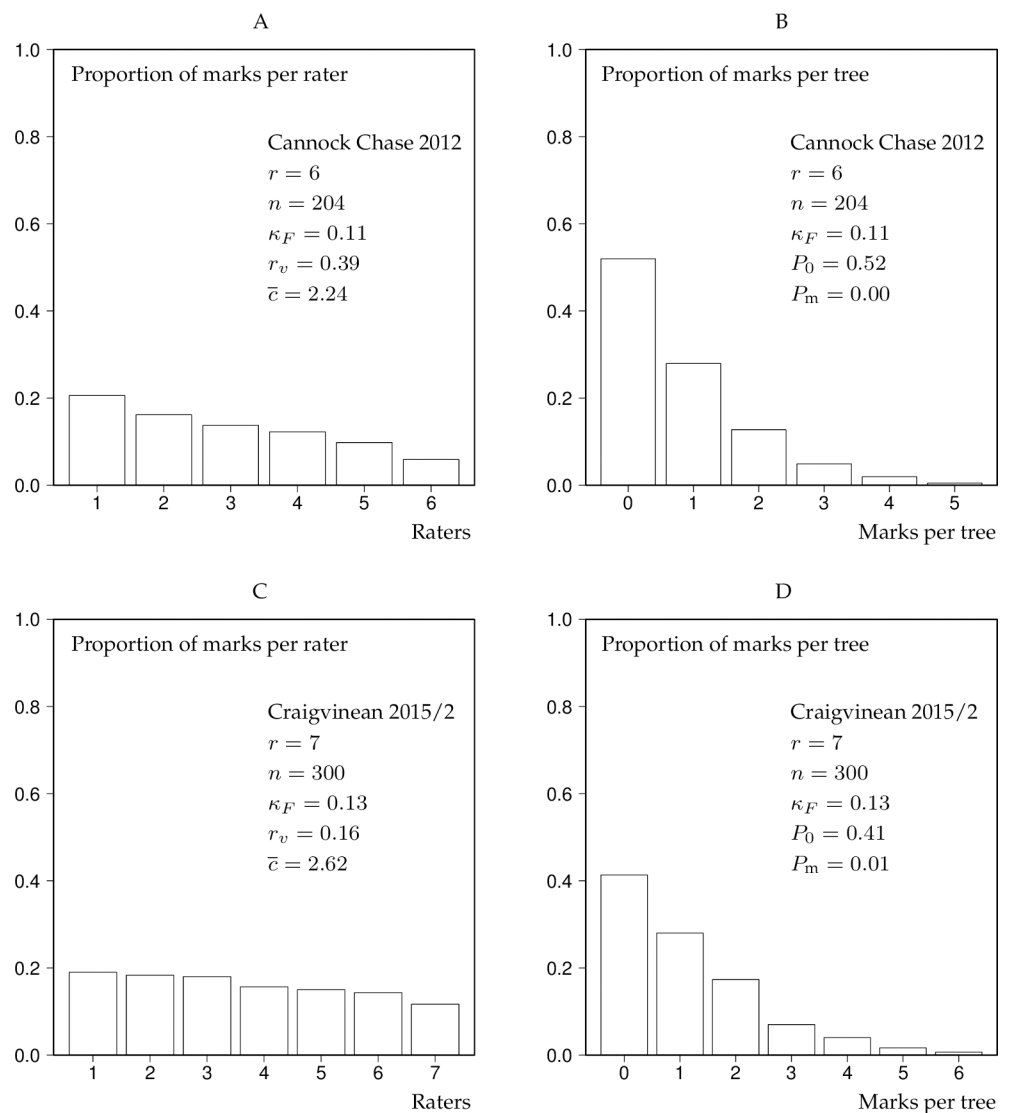 A
1.0
Proportion of marks per rater
0.8
Cannock Chase 2012
r = 6
n = 204
0.6
κF = 0.11
rv = 0.39
c̅ = 2.24
0.4
0.2
0.0
1 2 3 4 5 6
Raters
B
1.0
Proportion of marks per tree
0.8
Cannock Chase 2012
r = 6
n = 204
0.6
κF = 0.11
P0 = 0.52
Pm = 0.00
0.4
0.2
0.0
0 1 2 3 4 5
Marks per tree
C
1.0
Proportion of marks per rater
0.8
Craigvinean 2015/2
r = 7
n = 300
0.6
κF = 0.13
rv = 0.16
c̅ = 2.62
0.4
0.2
0.0
1 2 3 4 5 6 7
Raters
D
1.0
Proportion of marks per tree
0.8
Craigvinean 2015/2
r = 7
n = 300
0.6
κF = 0.13
P0 = 0.41
Pm = 0.01
0.4
0.2
0.0
0 1 2 3 4 5 6
Marks per tree